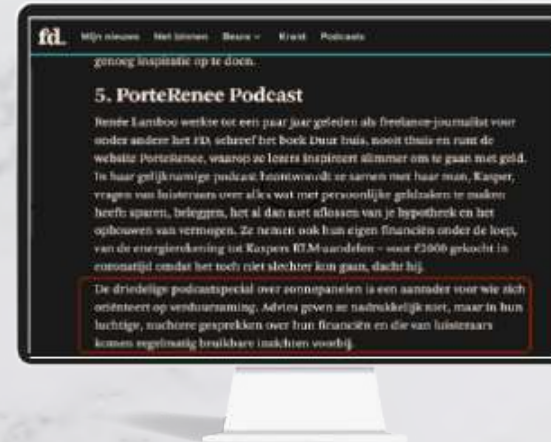 fd. Mijn nieuws Net binnen Beurs Krant Podcasts
genoeg inspiratie op te doen.
5. PorteRenee Podcast
Renée Lamboo werkte tot een paar jaar geleden als freelance-journalist voor
onder andere het FD, schreef het boek Duur huis, nooit thuis en runt de
website PorteRenee, waarop ze lezers inspireert slimmer om te gaan met geld.
In haar gelijknamige podcast beantwoordt ze samen met haar man, Kasper,
vragen van luisteraars over alles wat met persoonlijke geldzaken te maken
heeft: sparen, beleggen, het al dan niet aflossen van je hypotheek en het
opbouwen van vermogen. Ze nemen ook hun eigen financiën onder de loep,
van de energierekening tot Kaspers KLM-aandelen – voor €2000 gekocht in
coronatijd omdat het toch niet slechter kon gaan, dacht hij.
De driedelige podcastspecial over zonnepanelen is een aanrader voor wie zich
oriënteert op verduurzaming. Advies geven ze nadrukkelijk niet, maar in hun
luchtige, nuchtere gesprekken over hun financiën en die van luisteraars
komen regelmatig bruikbare inzichten voorbij.